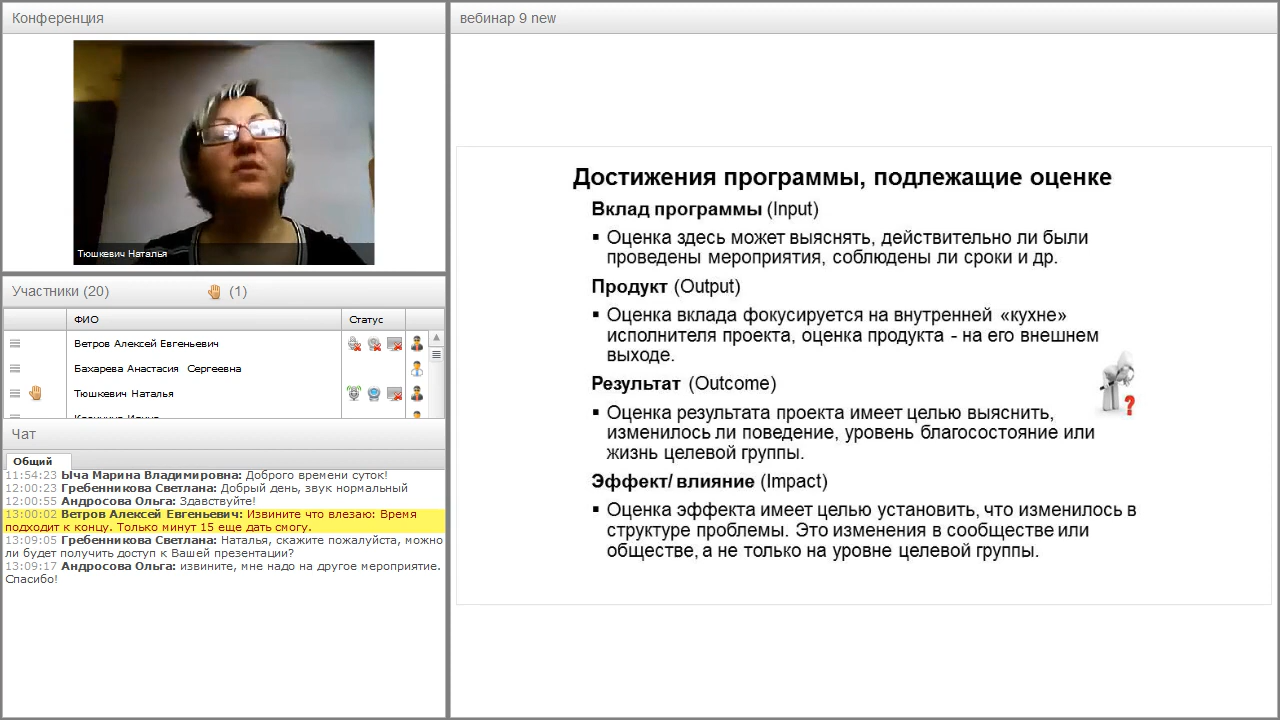 Конференция
Тюшкевич Наталья
Участники (20) (1)
ФИО Статус
Ветров Алексей Евгеньевич
Бахарева Анастасия Сергеевна
Тюшкевич Наталья
Чат
Общий
11:54:23 Ыча Марина Владимировна: Доброго времени суток!
12:00:23 Гребенникова Светлана: Добрый день, звук нормальный
12:00:55 Андросова Ольга: Здавствуйте!
13:00:02 Ветров Алексей Евгеньевич: Извините что влезаю: Время
подходит к концу. Только минут 15 еще дать смогу.
13:09:05 Гребенникова Светлана: Наталья, скажите пожалуйста, можно
ли будет получить доступ к Вашей презентации?
13:09:17 Андросова Ольга: извините, мне надо на другое мероприятие.
Спасибо!
вебинар 9 new
Достижения программы, подлежащие оценке
Вклад программы (Input)
▪ Оценка здесь может выяснять, действительно ли были
проведены мероприятия, соблюдены ли сроки и др.
Продукт (Output)
▪ Оценка вклада фокусируется на внутренней «кухне»
исполнителя проекта, оценка продукта - на его внешнем
выходе.
Результат (Outcome)
▪ Оценка результата проекта имеет целью выяснить,
изменилось ли поведение, уровень благосостояние или
жизнь целевой группы.
Эффект/ влияние (Impact)
▪ Оценка эффекта имеет целью установить, что изменилось в
структуре проблемы. Это изменения в сообществе или
обществе, а не только на уровне целевой группы.
?